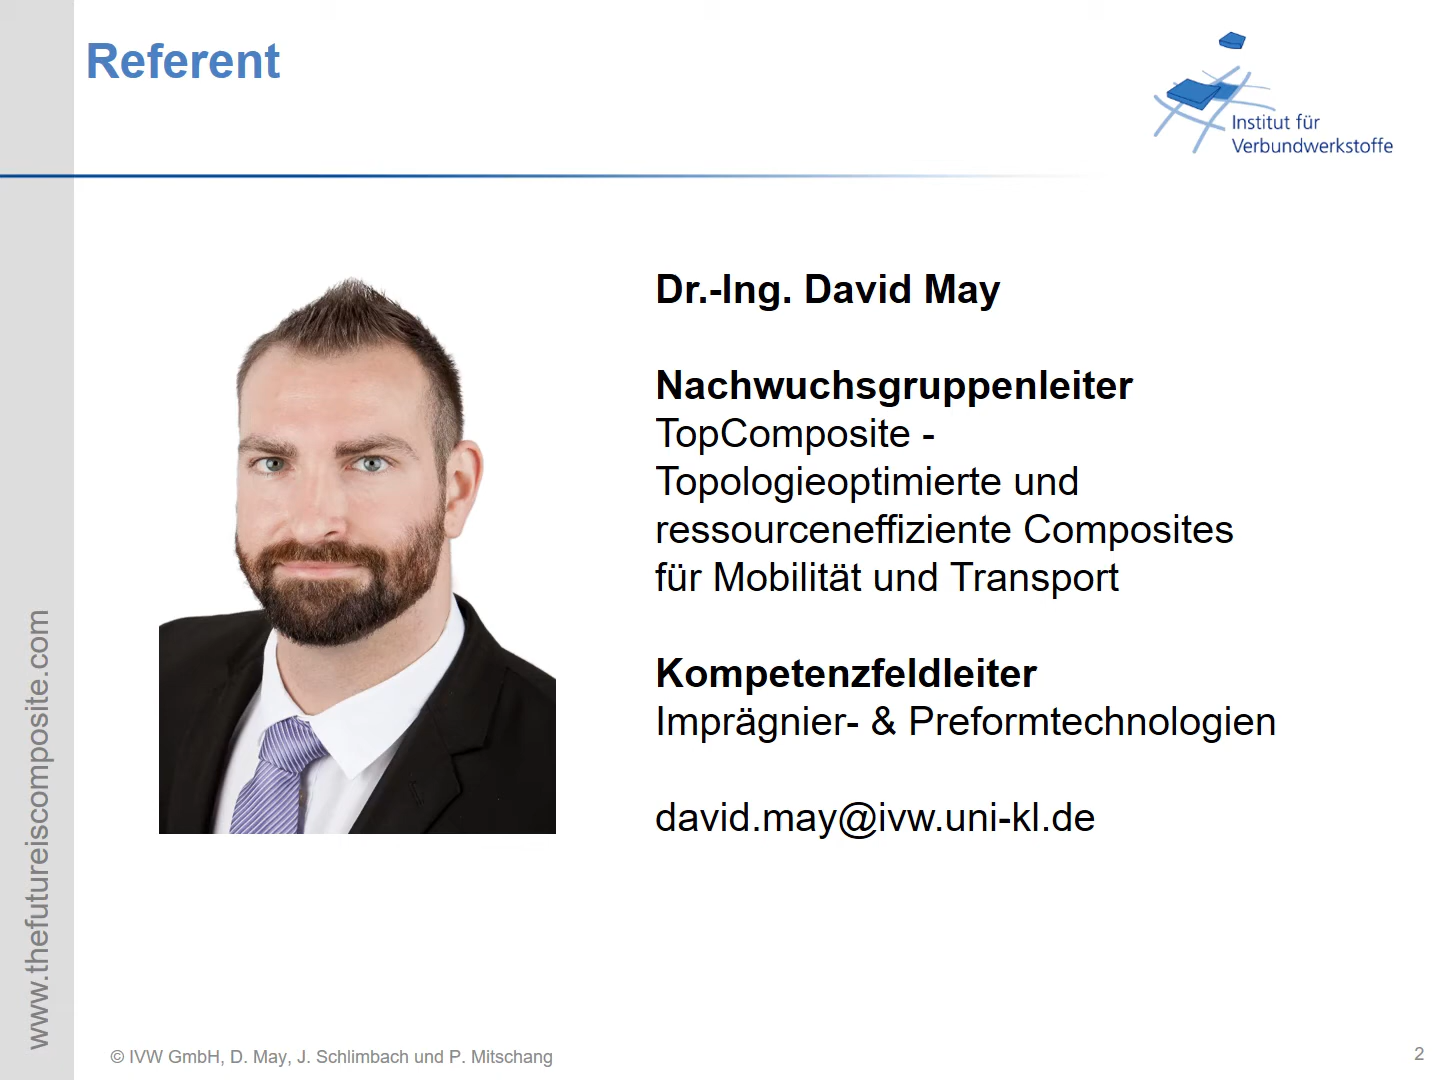 Referent
Institut für
Verbundwerkstoffe
Dr.-Ing. David May
Nachwuchsgruppenleiter
TopComposite -
Topologieoptimierte und
ressourceneffiziente Composites
für Mobilität und Transport
Kompetenzfeldleiter
Imprägnier- & Preformtechnologien
david.may@ivw.uni-kl.de
www.thefutureiscomposite.com
© IVW GmbH, D. May, J. Schlimbach und P. Mitschang
2